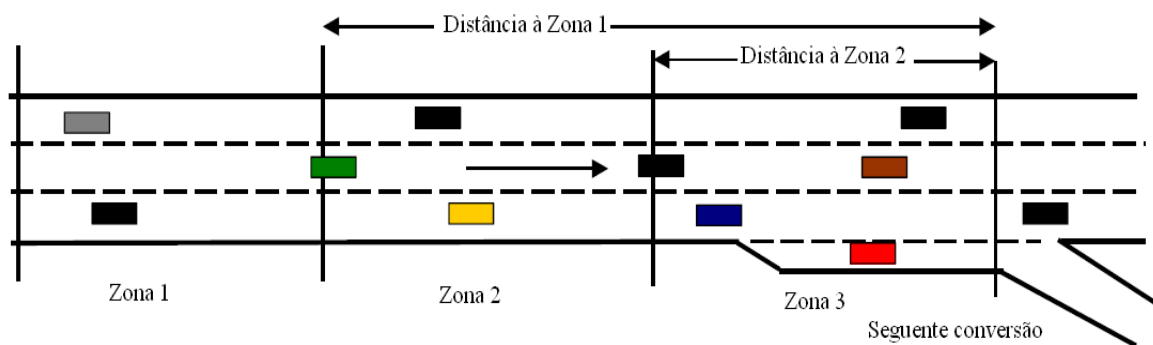 Distância à Zona 1
Distância à Zona 2
Zona 1
Zona 2
Zona 3
Seguente conversão